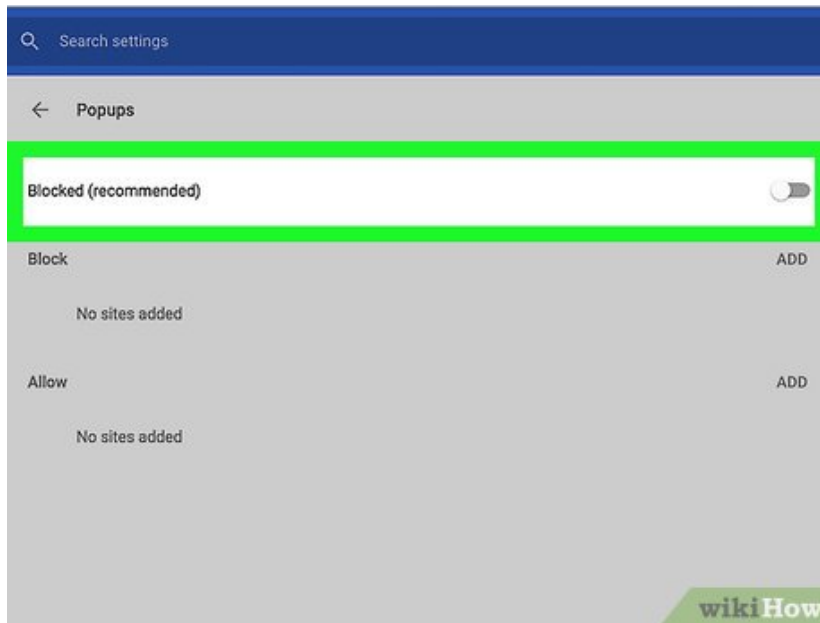 Search settings
Popups
Blocked (recommended)
Block ADD
No sites added
Allow ADD
No sites added
wikiHow